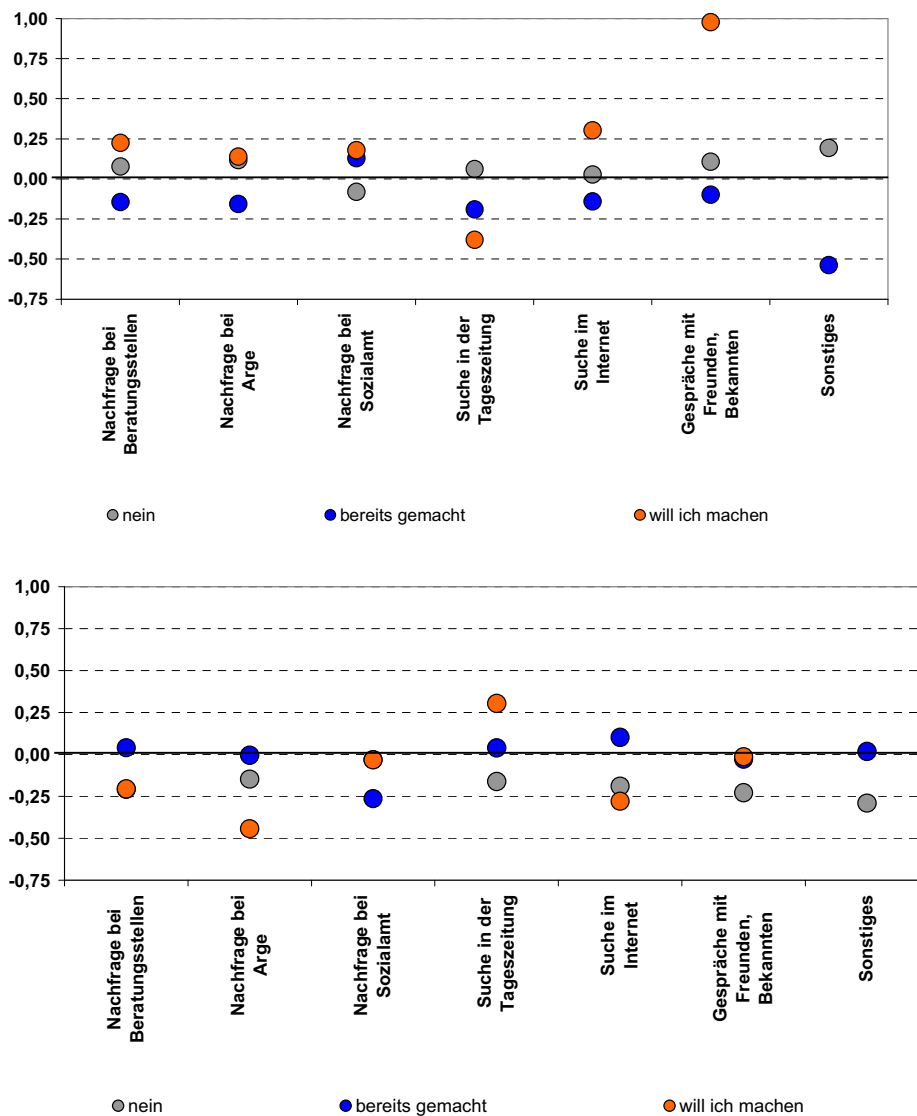 1,00
0,75
0,50
0,25
0,00
-0,25
-0,50
-0,75
Nachfrage bei
Beratungsstellen
Nachfrage bei
Arge
Nachfrage bei
Sozialamt
Suche in der
Tageszeitung
Suche im
Internet
Gespräche mit
Freunden,
Bekannten
Sonstiges
nein
bereits gemacht
will ich machen
1,00
0,75
0,50
0,25
0,00
-0,25
-0,50
-0,75
Nachfrage bei
Beratungsstellen
Nachfrage bei
Arge
Nachfrage bei
Sozialamt
Suche in der
Tageszeitung
Suche im
Internet
Gespräche mit
Freunden,
Bekannten
Sonstiges
nein
bereits gemacht
will ich machen